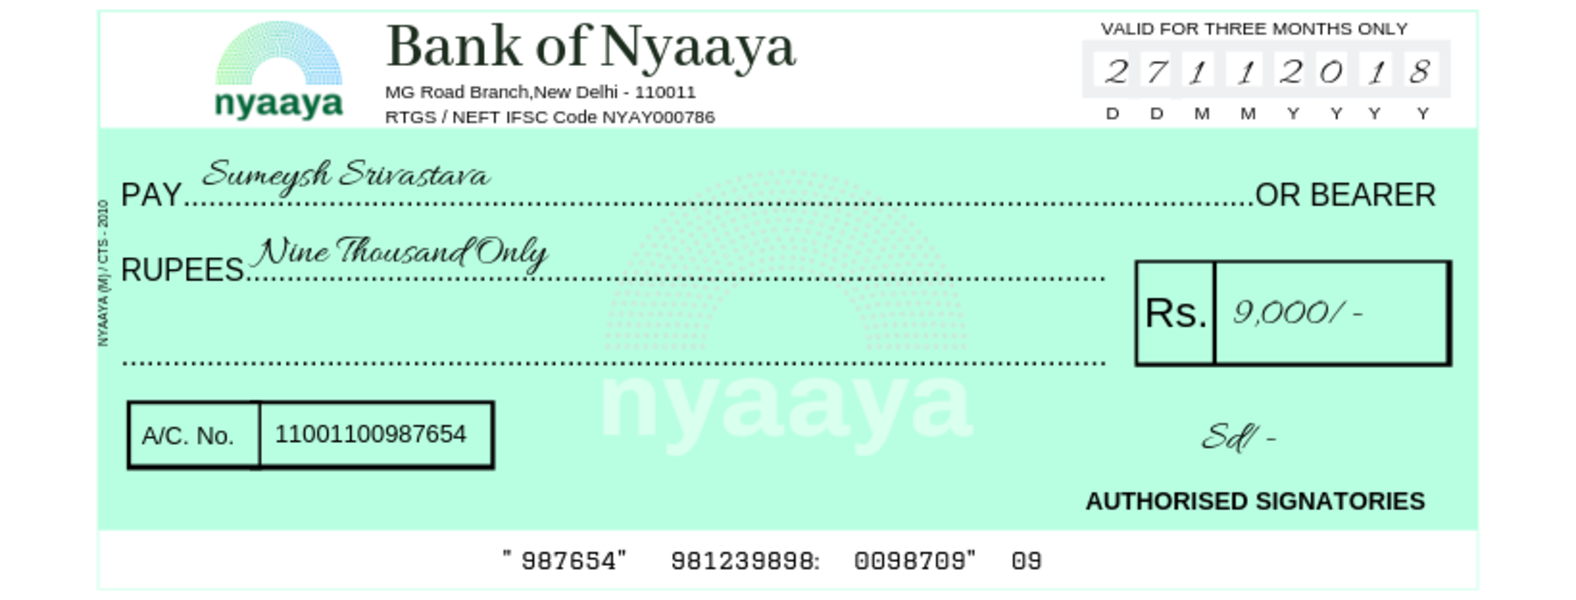 nyaaya
Bank of Nyaaya
MG Road Branch,New Delhi - 110011
RTGS / NEFT IFSC Code NYAY000786
VALID FOR THREE MONTHS ONLY
2 7 1 1 2 0 1 8
D D M M Y Y Y Y
PAY Sumeysh Srivastava OR BEARER
RUPEES Nine Thousand Only
Rs. 9,000/-
NYAAYA (M) / CTS - 2010
nyaaya
A/C. No. 11001100987654
Sd/ -
AUTHORISED SIGNATORIES
" 987654" 981239898: 0098709" 09